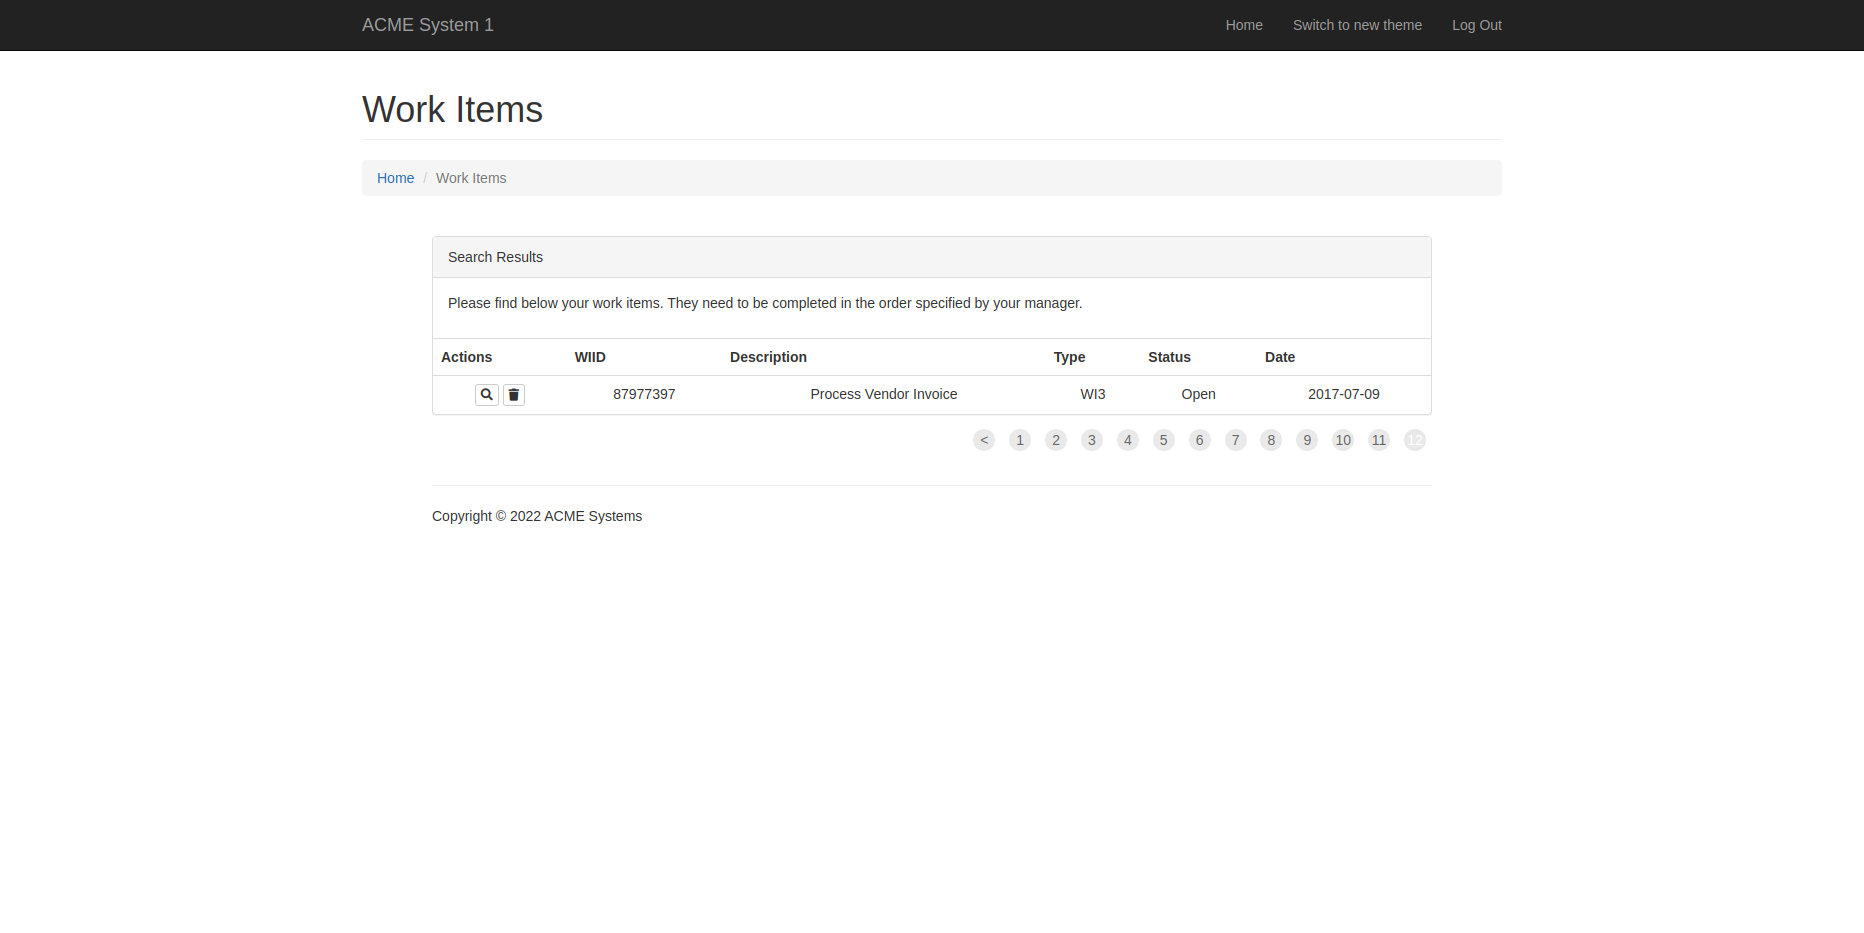 ACME System 1 Home Switch to new theme Log Out
Work Items
Home / Work Items
Search Results
Please find below your work items. They need to be completed in the order specified by your manager.
Actions WIID Description Type Status Date
87977397 Process Vendor Invoice WI3 Open 2017-07-09
< 1 2 3 4 5 6 7 8 9 10 11 12
Copyright © 2022 ACME Systems